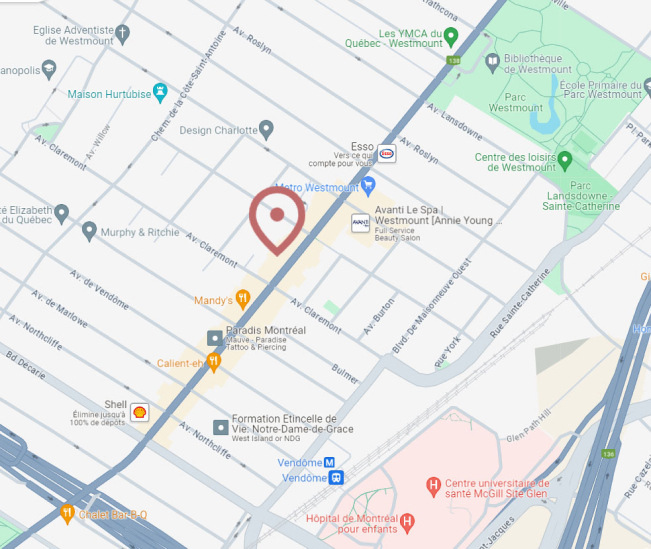 Strathcona
Eglise Adventiste
de Westmount
Av. Roslyn
Les YMCA du
Québec - Westmount
138
Bibliothèque
de Westmount
anopolis
Maison Hurtubise
Chem. de la Côte-Saint-Antoine
École Primaire du
Parc Westmount
Parc
Westmount
Av. Lansdowne
Av. Willow
Design Charlotte
Pl. Park
Av. Claremont
Esso
Vers ce qui
compte pour vous
Av. Roslyn
Centre des loisirs
de Westmount
Metro Westmount
Parc
Lansdowne -
Sainte Catherine
té Elizabeth
du Québec
Murphy & Ritchie
Avanti Le Spa |
Westmount [Annie Young ...
Full Service
Beauty Salon
Av. Claremont
Av. de Vendôme
Mandy's
Av. de Marlowe
Av. Claremont
Av. Burton
Blvd. De Maisonneuve Ouest
Rue Sainte-Catherine
Av. Northcliffe
Paradis Montréal
Mauve - Paradise
Tattoo & Piercing
Rue York
Bd Décarie
Calient-eh
Bulmer
Shell
Élimine jusqu'à
100% de dépôts
Formation Etincelle de
Vie: Notre-Dame-de-Grace
West Island or NDG
Av. Northcliffe
Glen Path Hill
136
Vendôme
Vendôme
Centre universitaire de
santé McGill Site Glen
Chalet Bar-B-Q
Hôpital de Montréal
pour enfants